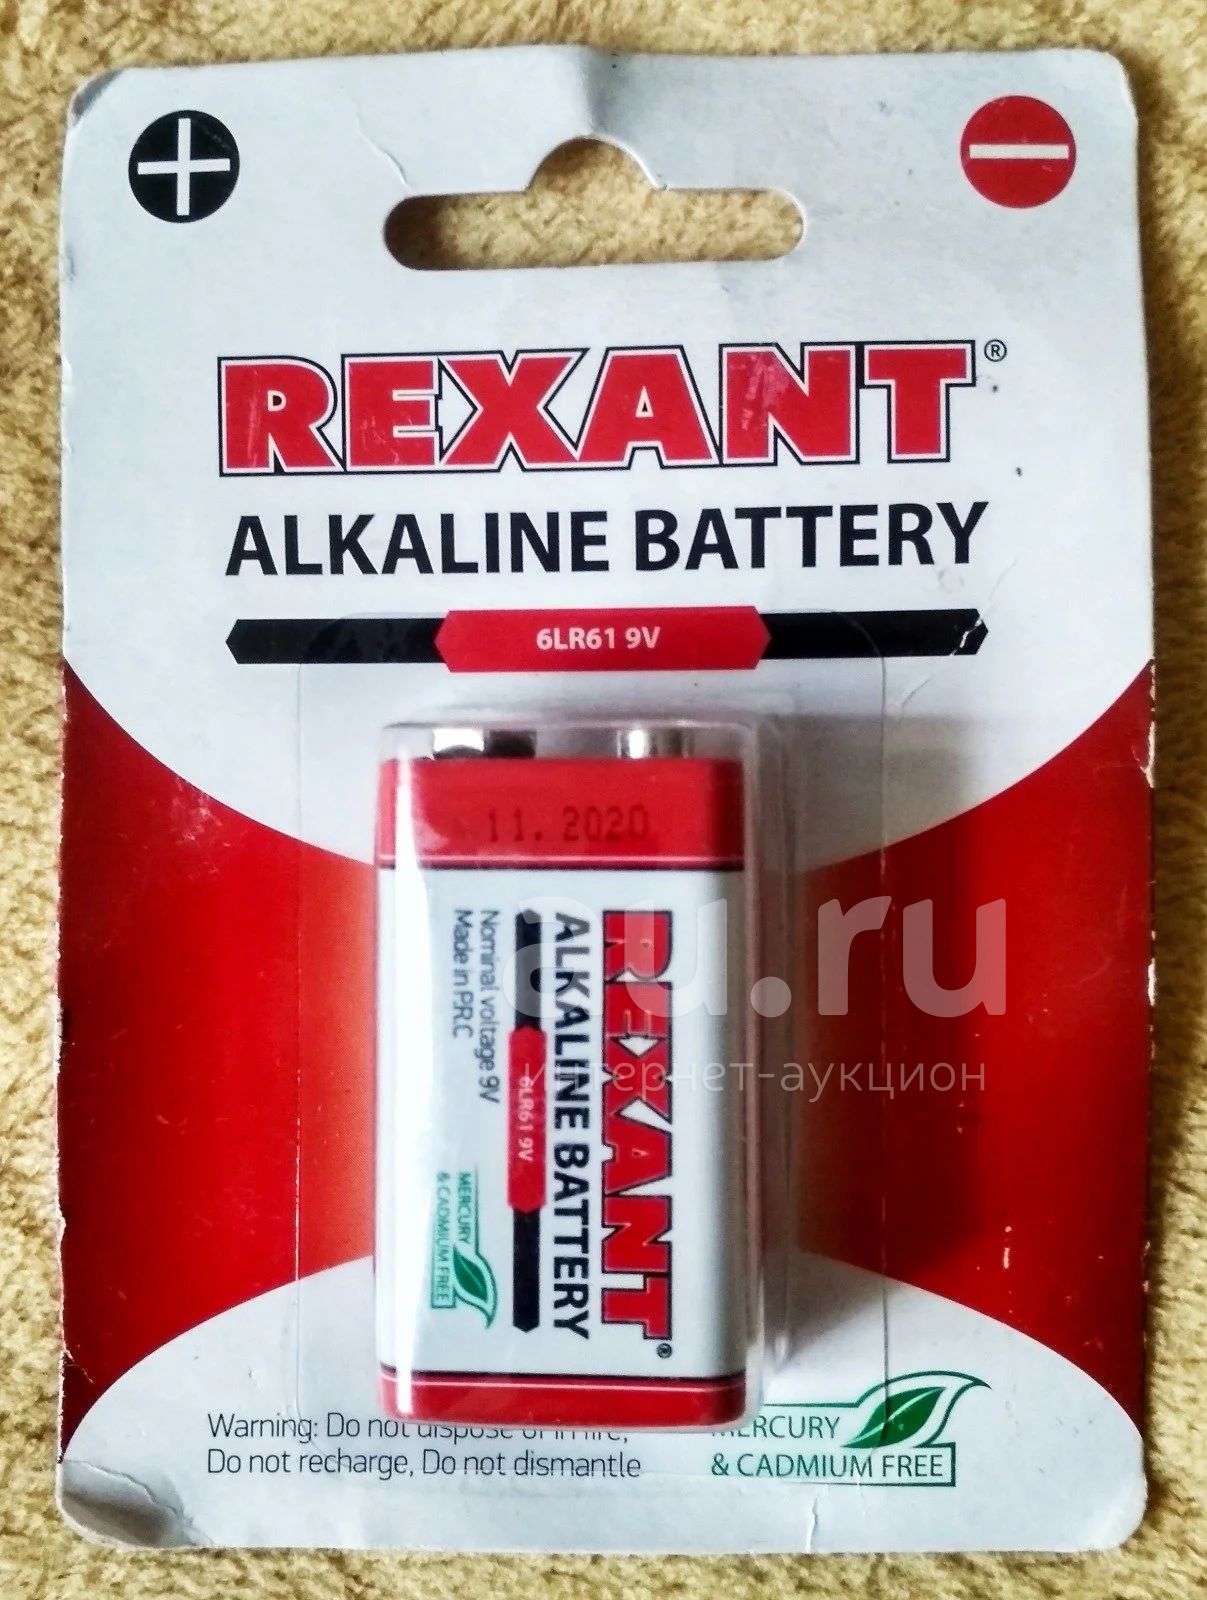 REXANT®
ALKALINE BATTERY
6LR61 9V
11. 2020
REXANT®
ALKALINE BATTERY
6LR61 9V
Nominal voltage 9V
Made in P.R.C
MERCURY
& CADMIUM FREE
au.ru
интернет-аукцион
Warning: Do not dispose of in fire,
Do not recharge, Do not dismantle
MERCURY
& CADMIUM FREE